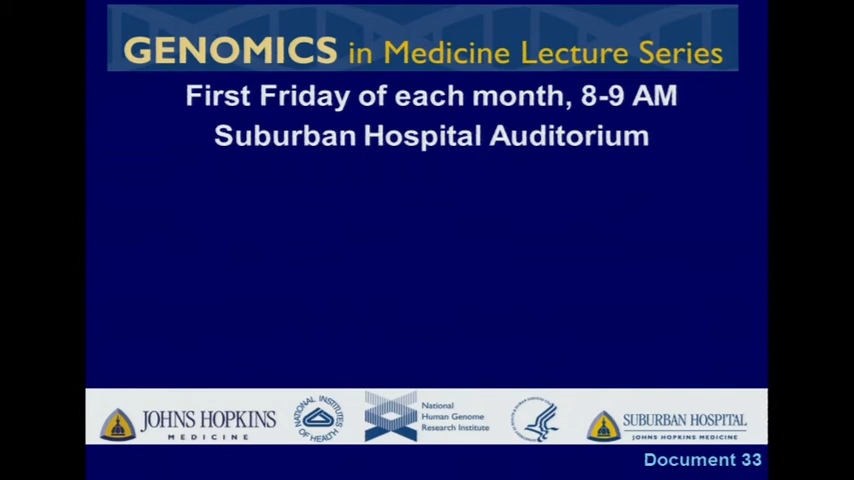 GENOMICS in Medicine Lecture Series
First Friday of each month, 8-9 AM
Suburban Hospital Auditorium
JOHNS HOPKINS
MEDICINE
NATIONAL INSTITUTES
OF HEALTH
National
Human Genome
Research Institute
SUBURBAN HOSPITAL
JOHNS HOPKINS MEDICINE
Document 33